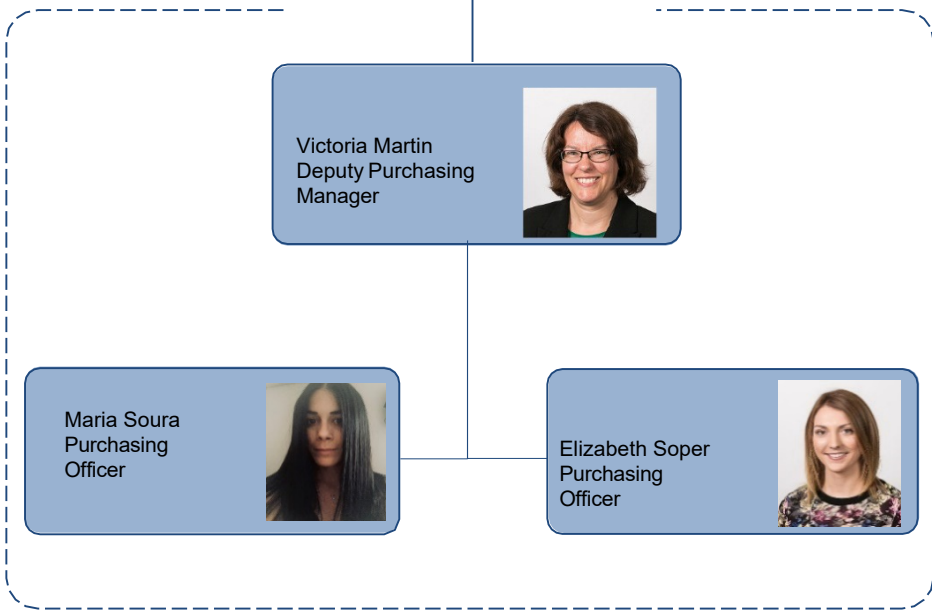 Victoria Martin
Deputy Purchasing
Manager
Maria Soura
Purchasing
Officer
Elizabeth Soper
Purchasing
Officer